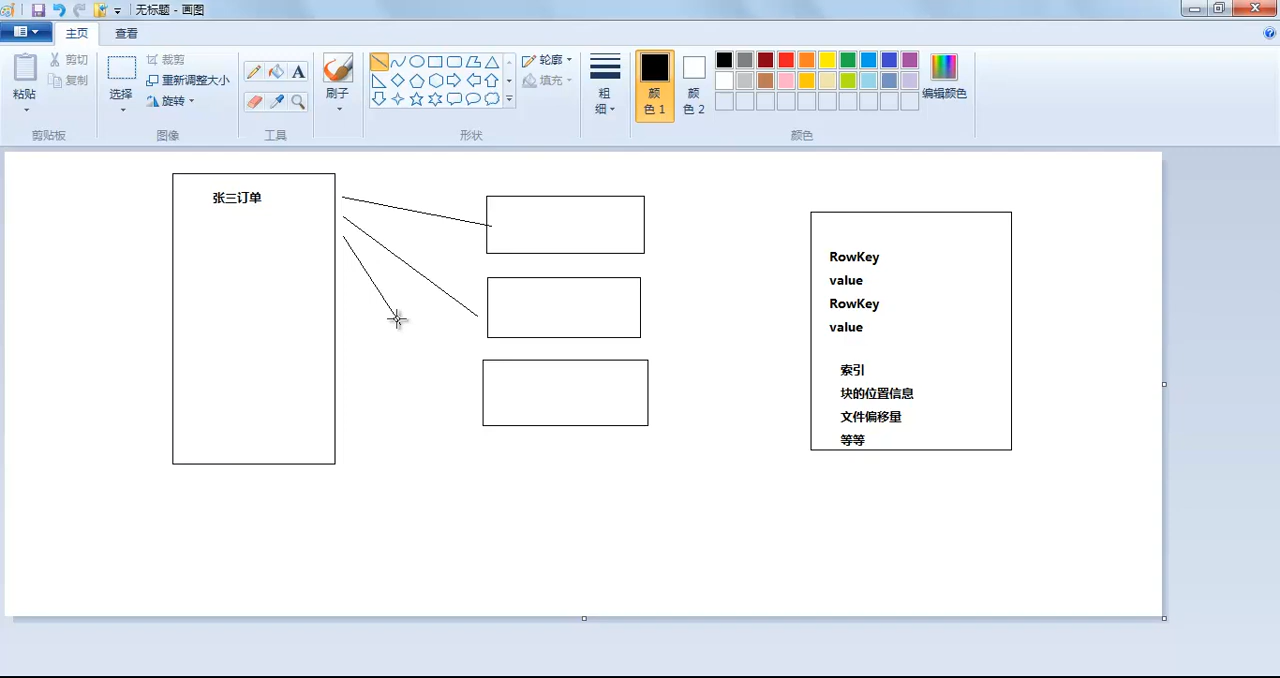 无标题 - 画图
主页
查看
粘贴
剪切
复制
剪贴板
选择
裁剪
重新调整大小
旋转
图像
A
工具
刷子
轮廓
填充
形状
粗
细
颜
色 1
颜
色 2
编辑颜色
颜色
张三订单
RowKey
value
RowKey
value
索引
块的位置信息
文件偏移量
等等